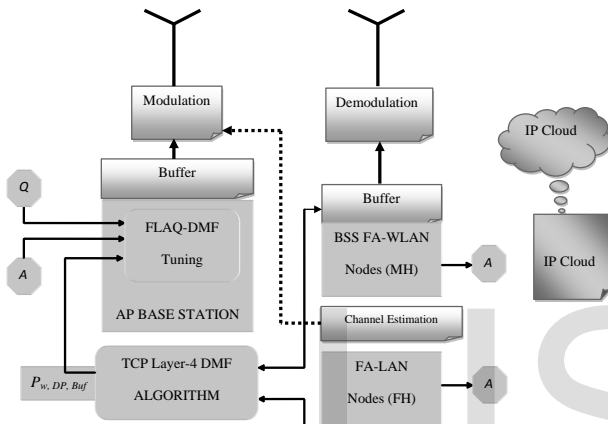 Modulation
Demodulation
IP Cloud
Buffer
Buffer
Q
FLAQ-DMF
Tuning
BSS FA-WLAN
Nodes (MH)
A
A
IP Cloud
AP BASE STATION
Channel Estimation
TCP Layer-4 DMF
ALGORITHM
Pw, DP, Buf
FA-LAN
Nodes (FH)
A